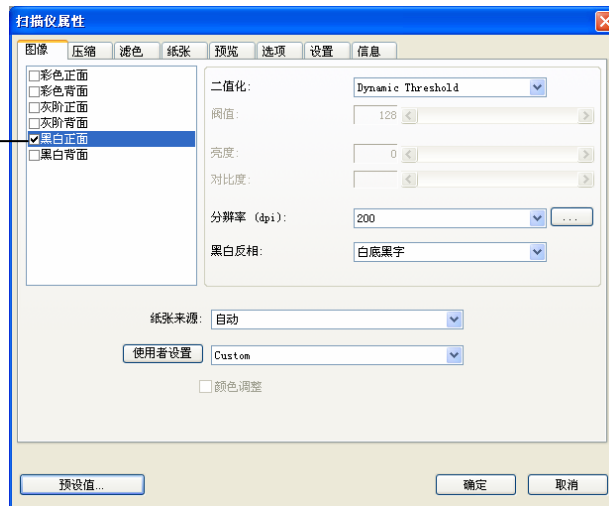 扫描仪属性
图像 压缩 滤色 纸张 预览 选项 设置 信息
彩色正面
彩色背面
灰阶正面
灰阶背面
黑白正面
黑白背面
二值化: Dynamic Threshold
阀值: 128
亮度: 0
对比度:
分辨率 (dpi): 200 ...
黑白反相: 白底黑字
纸张来源: 自动
使用者设置 Custom
颜色调整
预设值... 确定 取消